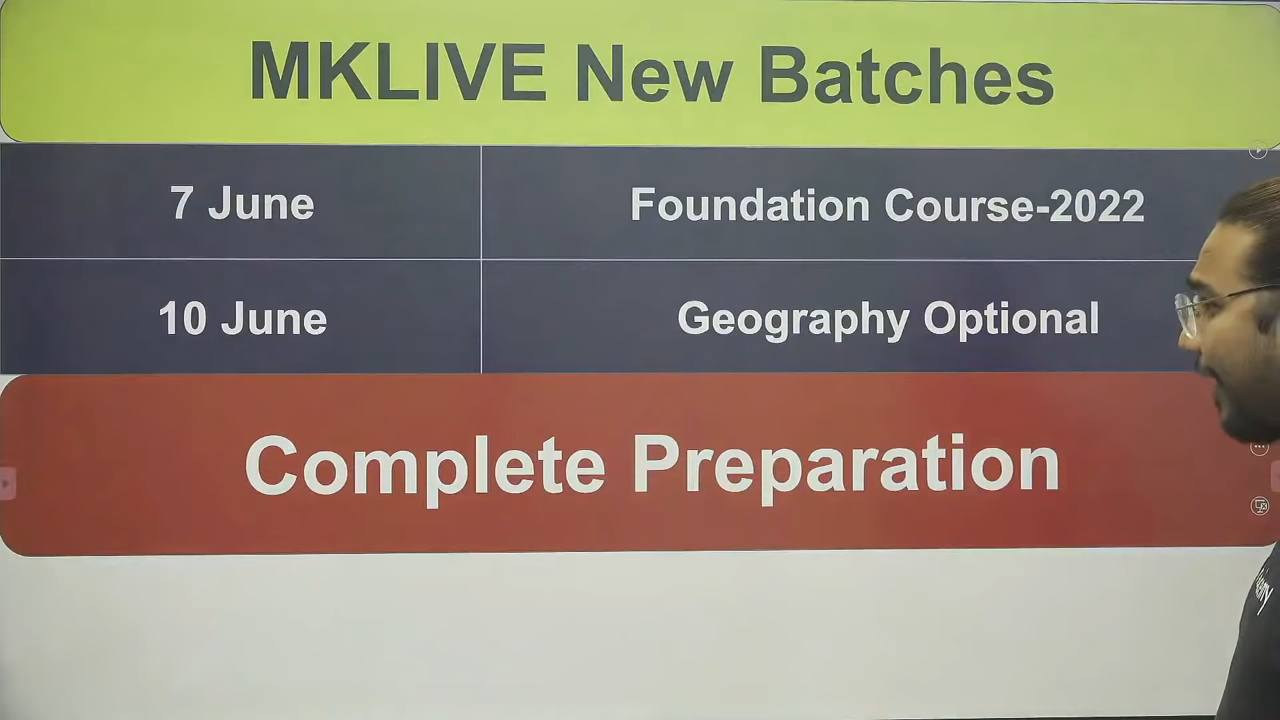 MKLIVE New Batches
7 June
Foundation Course-2022
10 June
Geography Optional
Complete Preparation